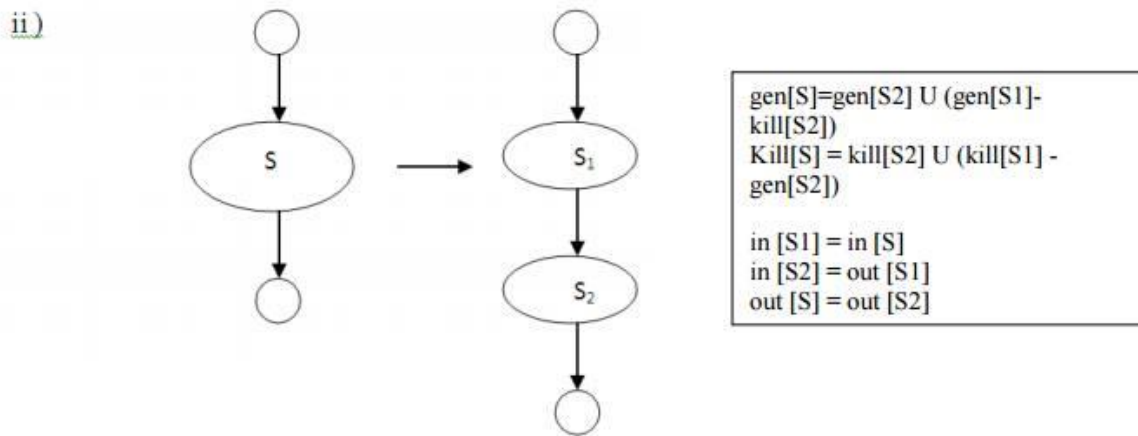 ii )
S
S₁
S₂
gen[S]=gen[S2] U (gen[S1]-
kill[S2])
Kill[S] = kill[S2] U (kill[S1] -
gen[S2])
in [S1] = in [S]
in [S2] = out [S1]
out [S] = out [S2]